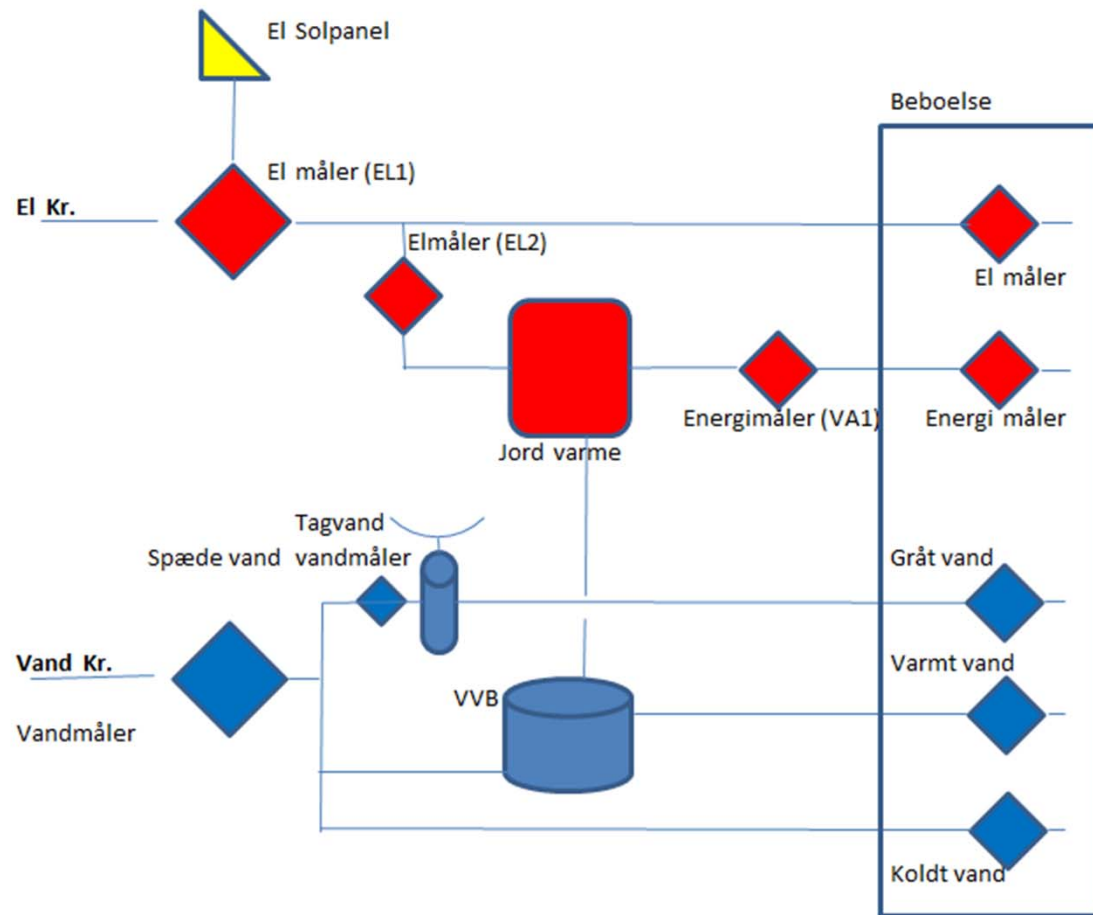 El Solpanel
Beboelse
El måler (EL1)
El Kr.
Elmåler (EL2)
El måler
Energimåler (VA1)
Energi måler
Jord varme
Tagvand
Spæde vand vandmåler
Gråt vand
Vand Kr.
Varmt vand
VVB
Vandmåler
Koldt vand